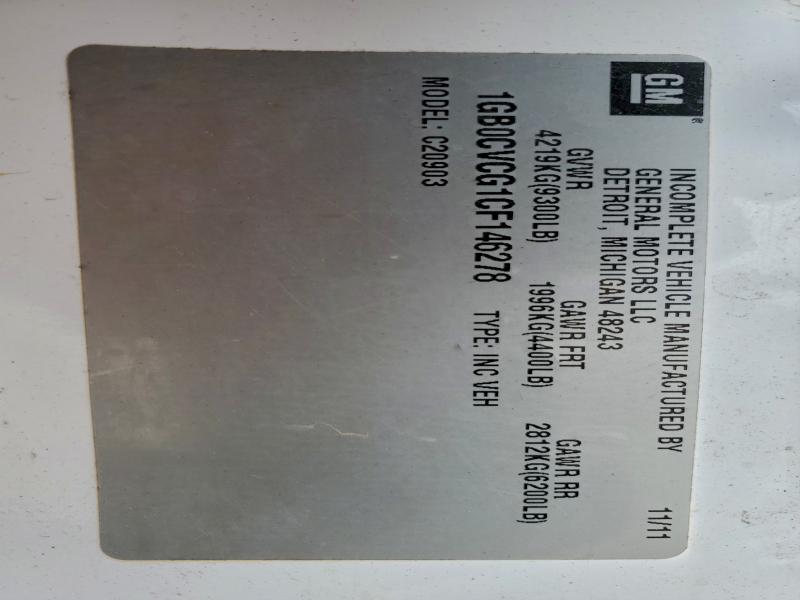 GM
INCOMPLETE VEHICLE MANUFACTURED BY 11/11
GENERAL MOTORS LLC
DETROIT, MICHIGAN 48243
GVWR GAWR FRT GAWR RR
4219KG(9300LB) 1996KG(4400LB) 2812KG(6200LB)
1GB0CVCG1CF146278 TYPE: INC VEH
MODEL: C20903